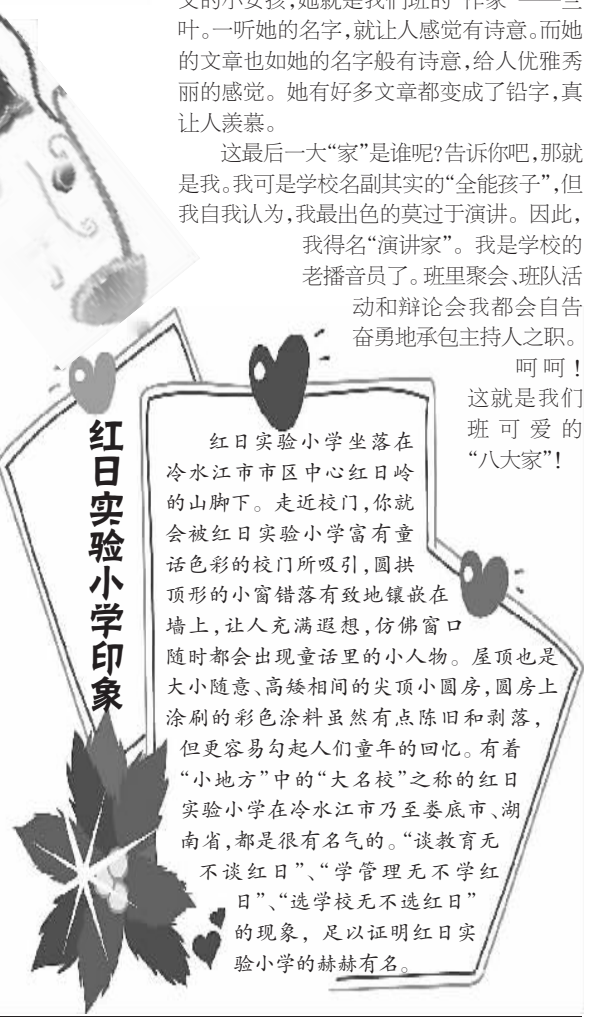 叶。一听她的名字,就让人感觉有诗意。而她
的文章也如她的名字般有诗意,给人优雅秀
丽的感觉。她有好多文章都变成了铅字,真
让人羡慕。
这最后一大“家”是谁呢?告诉你吧,那就
是我。我可是学校名副其实的“全能孩子”,但
我自我认为,我最出色的莫过于演讲。因此,
我得名“演讲家”。我是学校的
老播音员了。班里聚会、班队活
动和辩论会我都会自告
奋勇地承包主持人之职。
呵呵!
这就是我们
班可爱的
“八大家”!
红日实验小学印象
红日实验小学坐落在
冷水江市市区中心红日岭
的山脚下。走近校门,你就
会被红日实验小学富有童
话色彩的校门所吸引,圆拱
顶形的小窗错落有致地镶嵌在
墙上,让人充满遐想,仿佛窗口
随时都会出现童话里的小人物。屋顶也是
大小随意、高矮相间的尖顶小圆房,圆房上
涂刷的彩色涂料虽然有点陈旧和剥落,
但更容易勾起人们童年的回忆。有着
“小地方”中的“大名校”之称的红日
实验小学在冷水江市乃至娄底市、湖
南省,都是很有名气的。“谈教育无
不谈红日”、“学管理无不学红
日”、“选学校无不选红日”
的现象，足以证明红日实
验小学的赫赫有名。